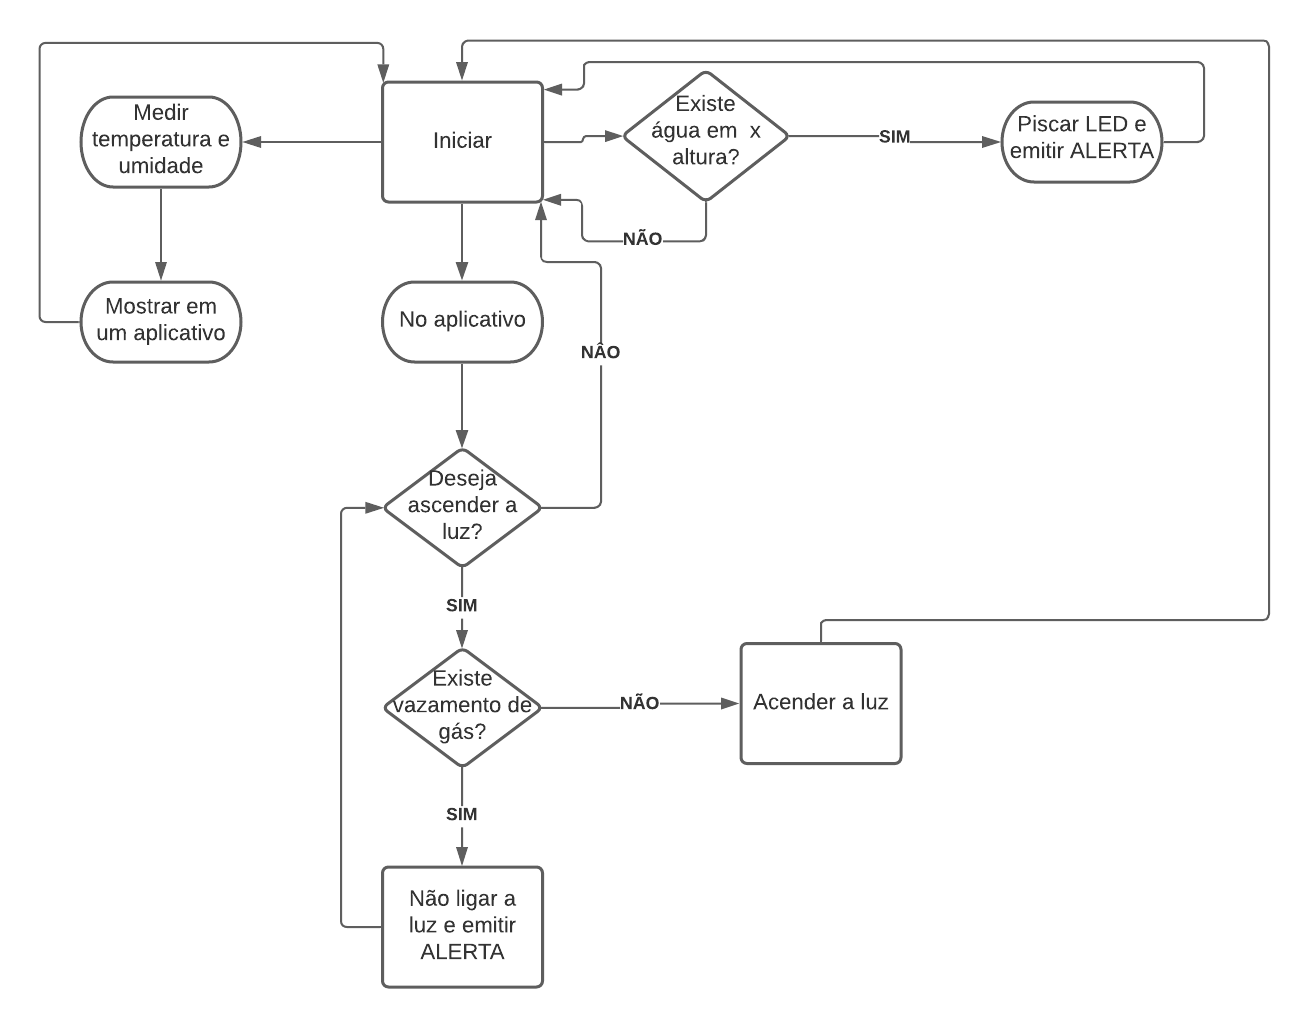 Medir
temperatura e
umidade
Iniciar
Existe
água em  x
altura?
SIM
Piscar LED e
emitir ALERTA
NÃO
Mostrar em
um aplicativo
No aplicativo
NÃO
Deseja
ascender a
luz?
SIM
Existe
vazamento de
gás?
NÃO
Acender a luz
SIM
Não ligar a
luz e emitir
ALERTA